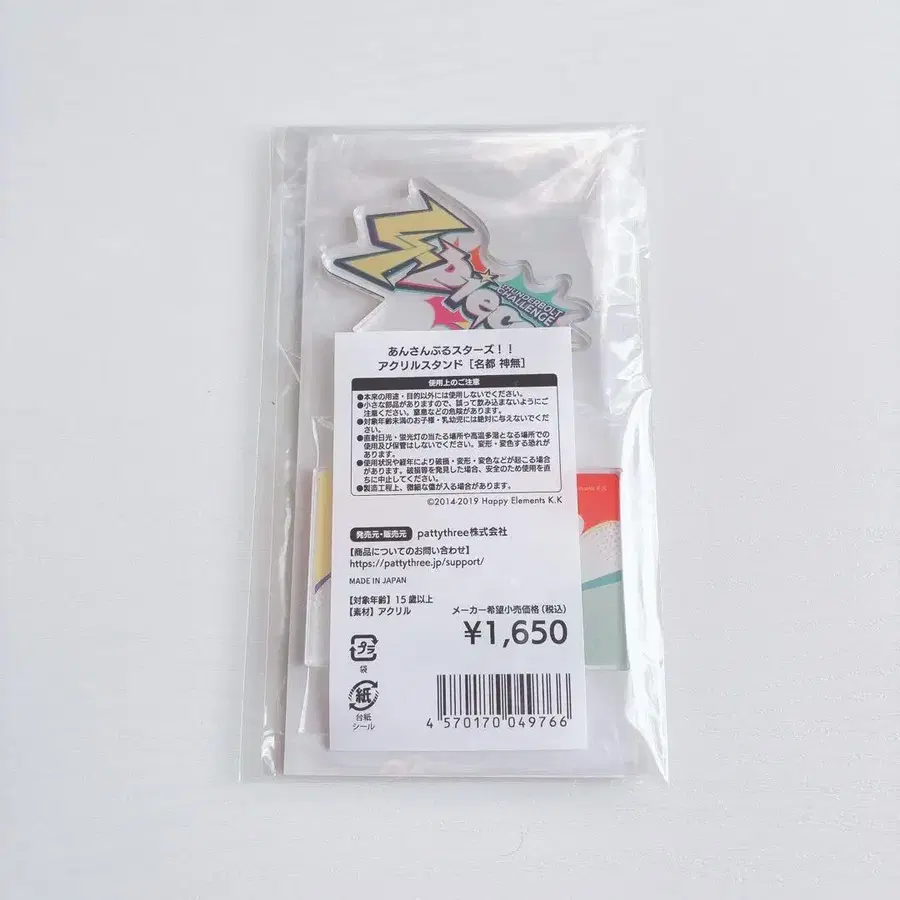 THUNDERBOLT
CHALLENGE
あんさんぶるスターズ！！
アクリルスタンド［名都 神無］
使用上のご注意
●本来の用途・目的以外には使用しないでください。
●小さな部品がありますので、誤って飲み込まないようにご
注意ください。窒息などの危険があります。
●対象年齢未満のお子様・乳幼児には絶対に与えないでくだ
さい。
●直射日光・蛍光灯の当たる場所や高温多湿となる場所での
使用及び保管はしないでください。変形・変色する恐れが
あります。
●使用状況や経年により破損・変形・変色などが起こる場合
があります。破損等を発見した場合、安全のため使用を直
ちに中止してください。
●製造工程上、微細な傷が入る場合があります。
©2014-2019 Happy Elements K.K
ements K.K
発売元・販売元 pattythree株式会社
【商品についてのお問い合わせ】
https://pattythree.jp/support/
MADE IN JAPAN
【対象年齢】15歳以上
【素材】アクリル
メーカー希望小売価格（税込）
¥1,650
プラ
袋
紙
台紙
シール
4 570170 049766